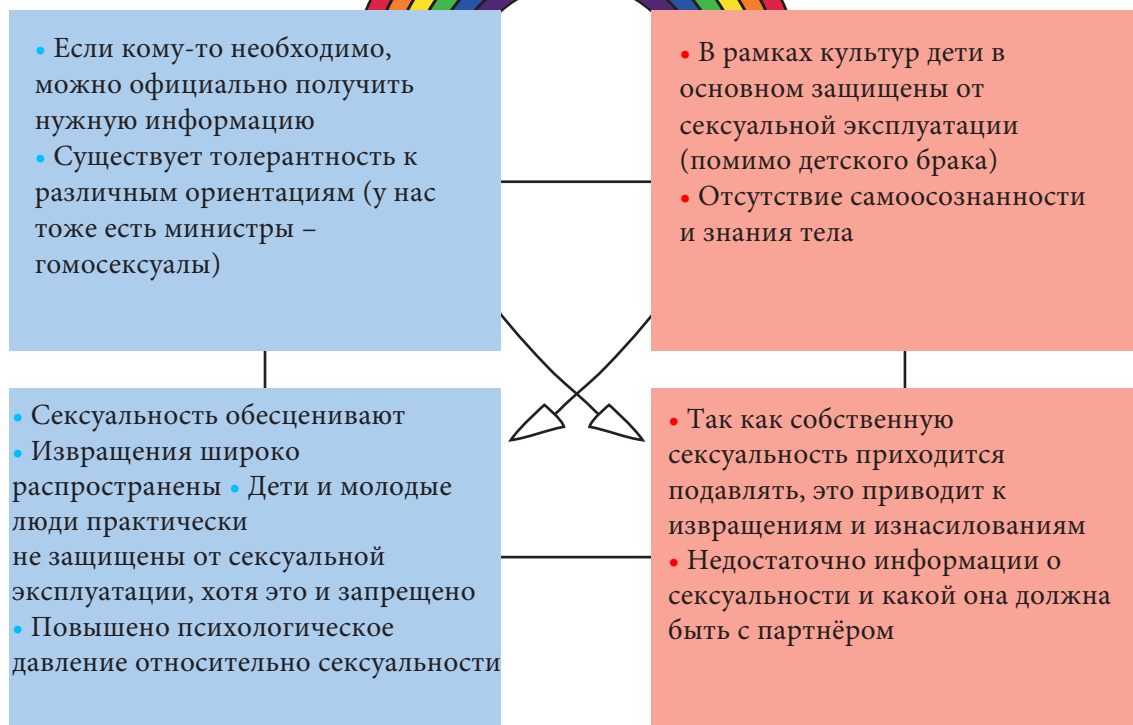 • Если кому-то необходимо,
можно официально получить
нужную информацию
• Существует толерантность к
различным ориентациям (у нас
тоже есть министры –
гомосексуалы)
• В рамках культур дети в
основном защищены от
сексуальной эксплуатации
(помимо детского брака)
• Отсутствие самоосознанности
и знания тела
• Сексуальность обесценивают
• Извращения широко
распространены • Дети и молодые
люди практически
не защищены от сексуальной
эксплуатации, хотя это и запрещено
• Повышено психологическое
давление относительно сексуальности
• Так как собственную
сексуальность приходится
подавлять, это приводит к
извращениям и изнасилованиям
• Недостаточно информации о
сексуальности и какой она должна
быть с партнёром